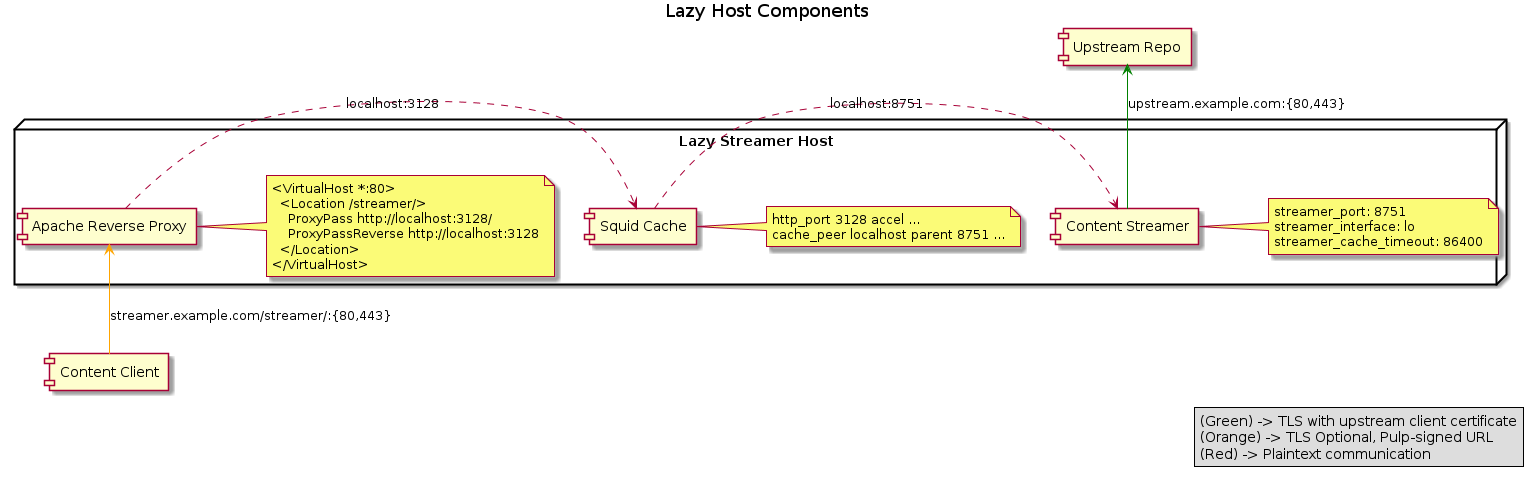 Lazy Host Components
Upstream Repo
localhost:3128
localhost:8751
upstream.example.com:{80,443}
Lazy Streamer Host
Apache Reverse Proxy
<VirtualHost *:80>
  <Location /streamer/>
    ProxyPass http://localhost:3128/
    ProxyPassReverse http://localhost:3128
  </Location>
</VirtualHost>
Squid Cache
http_port 3128 accel ...
cache_peer localhost parent 8751 ...
Content Streamer
streamer_port: 8751
streamer_interface: lo
streamer_cache_timeout: 86400
streamer.example.com/streamer/:{80,443}
Content Client
(Green) -> TLS with upstream client certificate
(Orange) -> TLS Optional, Pulp-signed URL
(Red) -> Plaintext communication